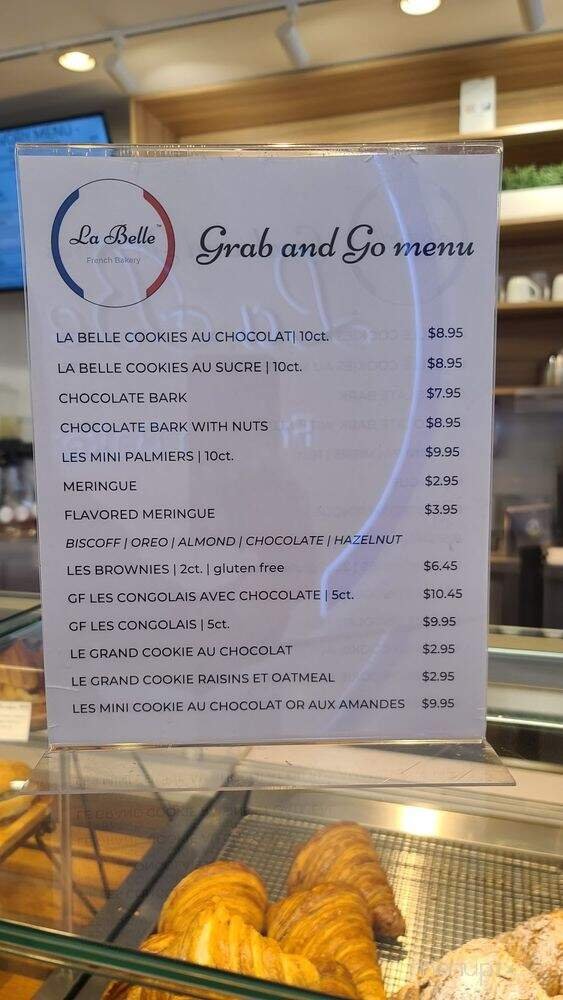 La Belle™
French Bakery
Grab and Go menu
LA BELLE COOKIES AU CHOCOLAT| 10ct. $8.95
LA BELLE COOKIES AU SUCRE | 10ct. $8.95
CHOCOLATE BARK $7.95
CHOCOLATE BARK WITH NUTS $8.95
LES MINI PALMIERS | 10ct. $9.95
MERINGUE $2.95
FLAVORED MERINGUE $3.95
BISCOFF | OREO | ALMOND | CHOCOLATE | HAZELNUT
LES BROWNIES | 2ct. | gluten free $6.45
GF LES CONGOLAIS AVEC CHOCOLATE | 5ct. $10.45
GF LES CONGOLAIS | 5ct. $9.95
LE GRAND COOKIE AU CHOCOLAT $2.95
LE GRAND COOKIE RAISINS ET OATMEAL $2.95
LES MINI COOKIE AU CHOCOLAT OR AUX AMANDES $9.95